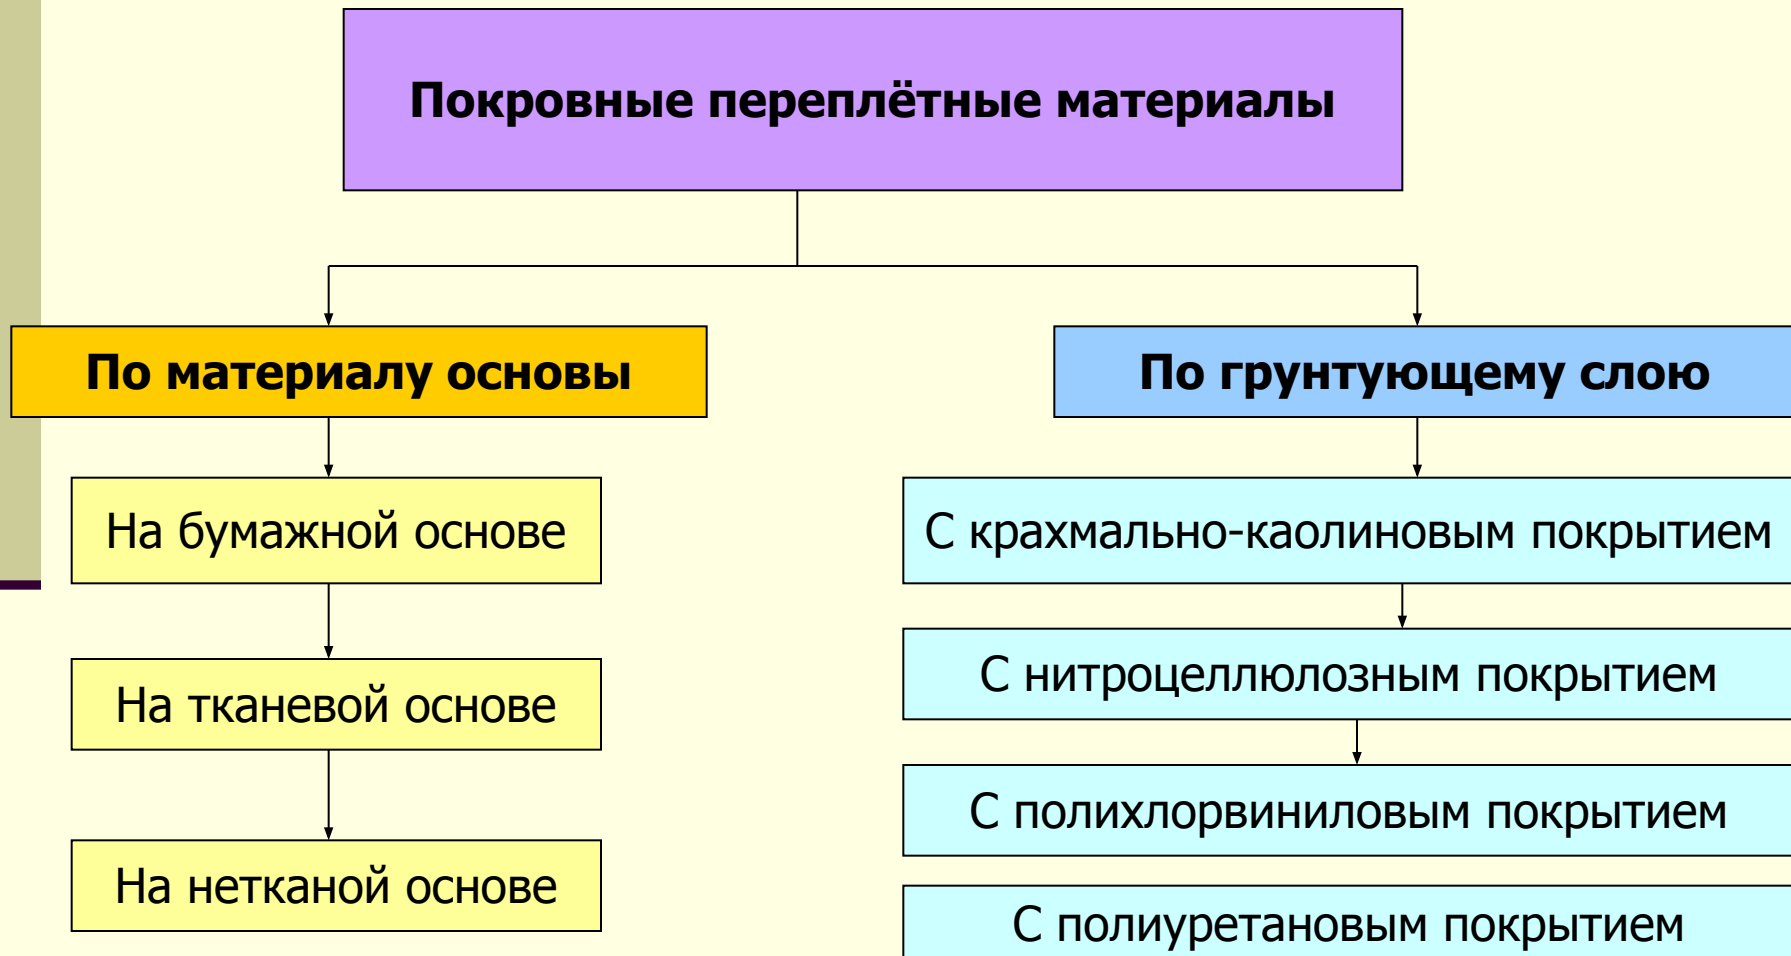 Покровные переплётные материалы
По материалу основы
На бумажной основе
На тканевой основе
На нетканой основе
По грунтующему слою
С крахмально-каолиновым покрытием
С нитроцеллюлозным покрытием
С полихлорвиниловым покрытием
С полиуретановым покрытием